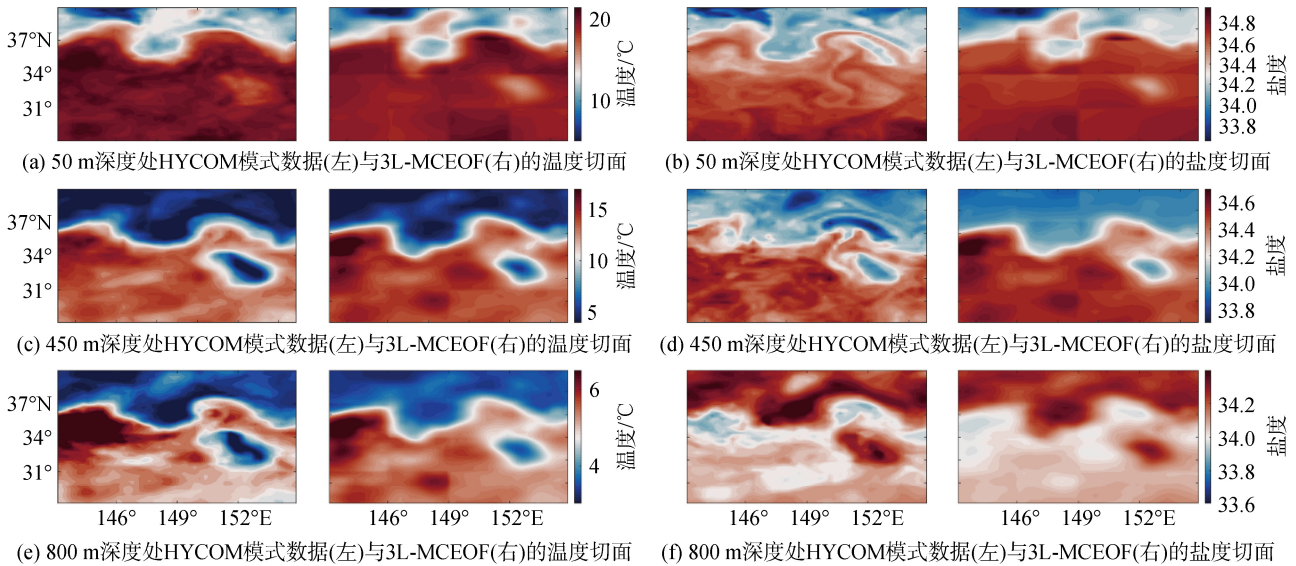 20
37°N
34°
31°
10
温度/℃
34.8
34.6
34.4
34.2
34.0
33.8
盐度
(a) 50 m深度处HYCOM模式数据(左)与3L-MCEOF(右)的温度切面
(b) 50 m深度处HYCOM模式数据(左)与3L-MCEOF(右)的盐度切面
37°N
34°
31°
15
10
5
温度/℃
34.6
34.4
34.2
34.0
33.8
盐度
(c) 450 m深度处HYCOM模式数据(左)与3L-MCEOF(右)的温度切面
(d) 450 m深度处HYCOM模式数据(左)与3L-MCEOF(右)的盐度切面
37°N
34°
31°
6
4
温度/℃
34.2
34.0
33.8
33.6
盐度
146° 149° 152°E
146° 149° 152°E
146° 149° 152°E
146° 149° 152°E
(e) 800 m深度处HYCOM模式数据(左)与3L-MCEOF(右)的温度切面
(f) 800 m深度处HYCOM模式数据(左)与3L-MCEOF(右)的盐度切面